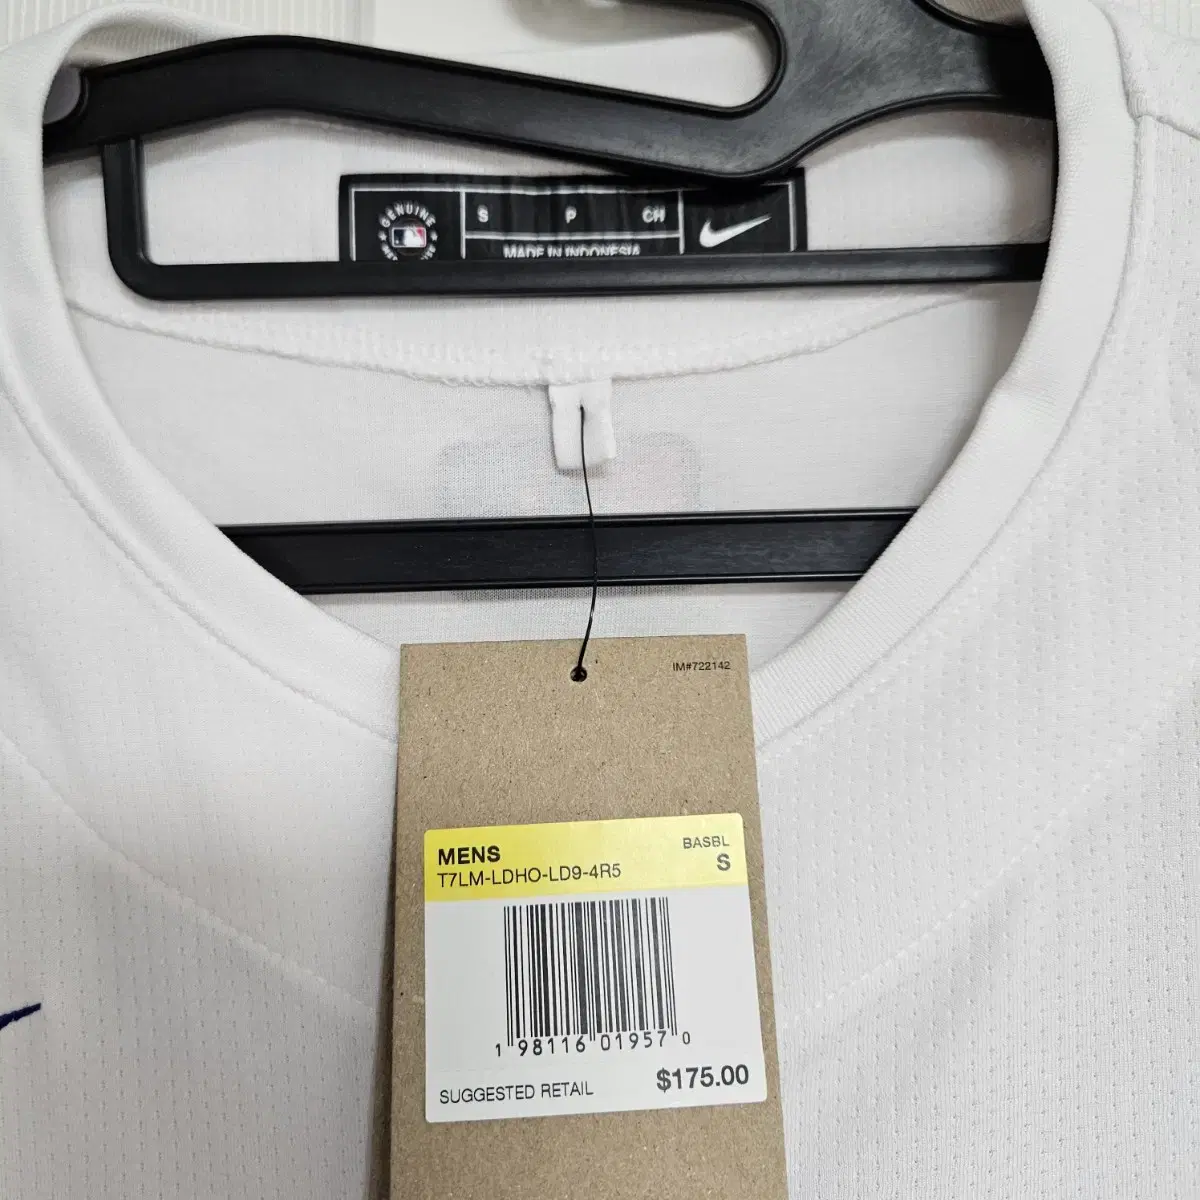 GENUINE
S P CH
MADE IN INDONESIA
IM#722142
MENS
BASBL
T7LM-LDHO-LD9-4R5
S
1 98116 01957 0
SUGGESTED RETAIL
$175.00